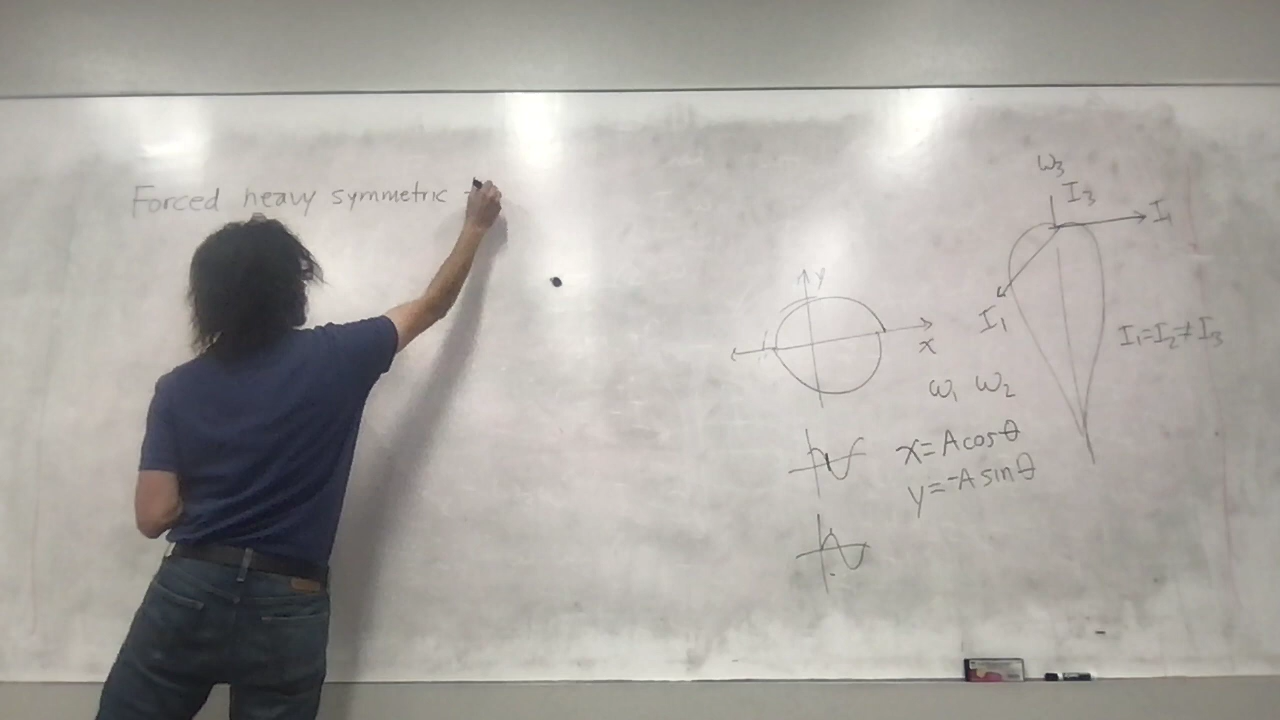 Forced heavy symmetric
ω₃
I₃
I₁
I₁
I₁=I₂≠I₃
y
x
ω₁ ω₂
x=Acosθ
y=-Asinθ